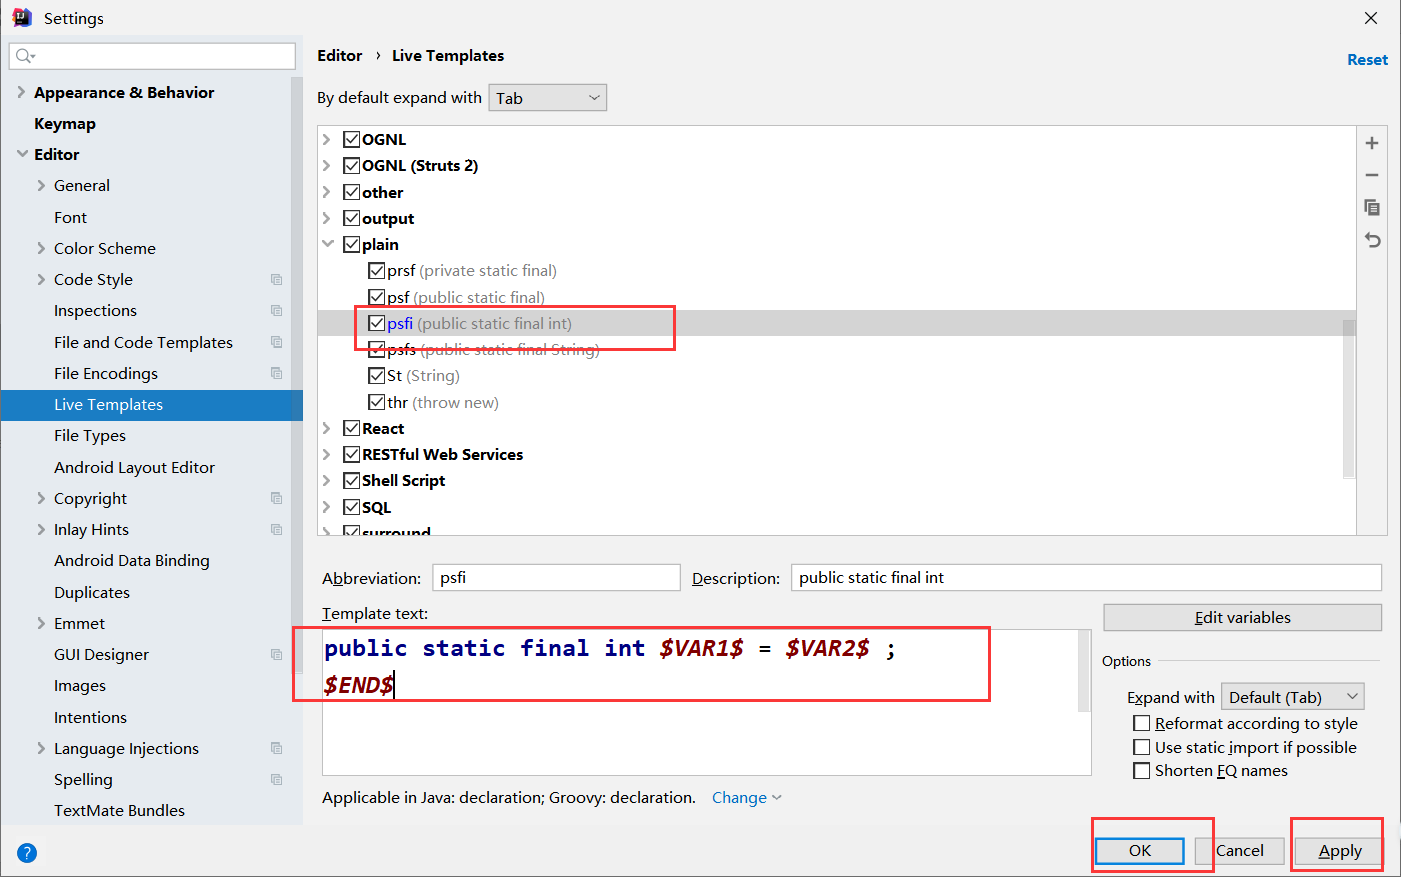 Settings
Appearance & Behavior
Keymap
Editor
General
Font
Color Scheme
Code Style
Inspections
File and Code Templates
File Encodings
Live Templates
File Types
Android Layout Editor
Copyright
Inlay Hints
Android Data Binding
Duplicates
Emmet
GUI Designer
Images
Intentions
Language Injections
Spelling
TextMate Bundles
Editor › Live Templates
Reset
By default expand with Tab
OGNL
OGNL (Struts 2)
other
output
plain
prsf (private static final)
psf (public static final)
psfi (public static final int)
psfs (public static final String)
St (String)
thr (throw new)
React
RESTful Web Services
Shell Script
SQL
surround
Abbreviation: psfi Description: public static final int
Template text:
public static final int $VAR1$ = $VAR2$ ;
$END$
Edit variables
Options
Expand with Default (Tab)
Reformat according to style
Use static import if possible
Shorten FQ names
Applicable in Java: declaration; Groovy: declaration. Change
? OK Cancel Apply